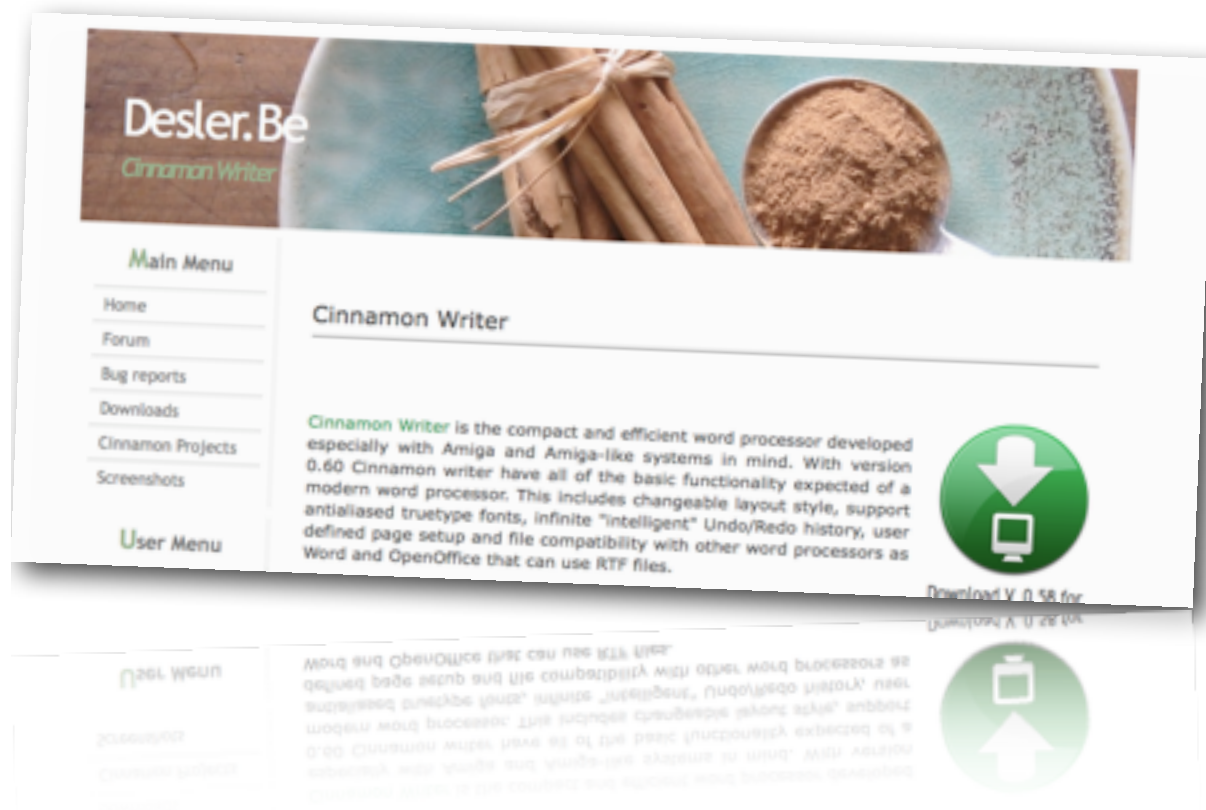 Desler.Be
Cinnamon Writer
Main Menu
Home
Forum
Bug reports
Downloads
Cinnamon Projects
Screenshots
User Menu
Cinnamon Writer
Cinnamon Writer is the compact and efficient word processor developed
especially with Amiga and Amiga-like systems in mind. With version
0.60 Cinnamon writer have all of the basic functionality expected of a
modern word processor. This includes changeable layout style, support
antialiased truetype fonts, infinite "intelligent" Undo/Redo history, user
defined page setup and file compatibility with other word processors as
Word and OpenOffice that can use RTF files.
Download V. 0.58 for